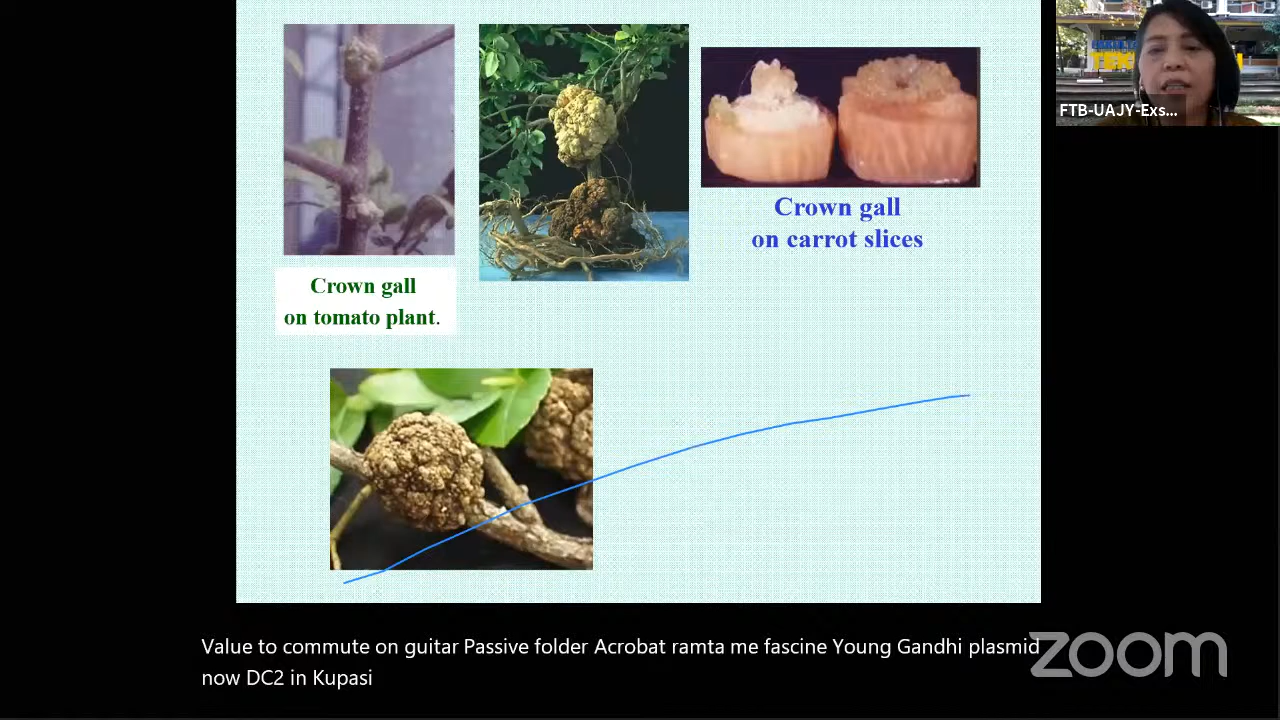 FTB-UAJY-Exs...
Crown gall
on carrot slices
Crown gall
on tomato plant.
Value to commute on guitar Passive folder Acrobat ramta me fascine Young Gandhi plasmid
now DC2 in Kupasi
zoom